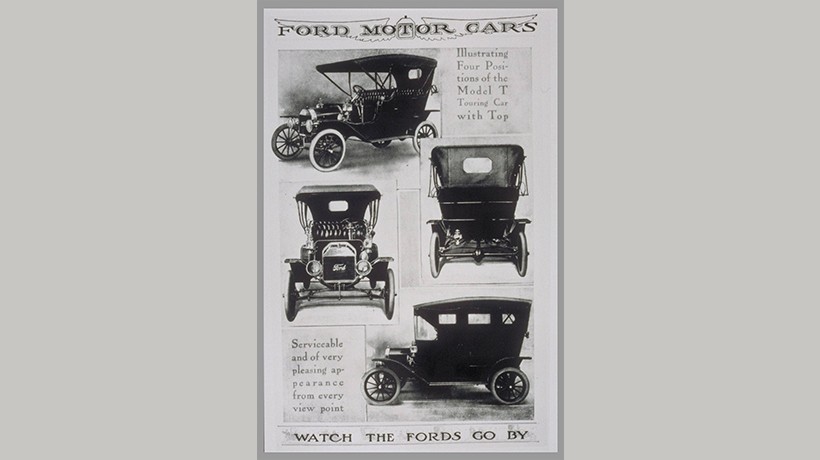 FORD MOTOR CARS
Illustrating
Four Posi-
tions of the
Model T
Touring Car
with Top
Ford
Serviceable
and of very
pleasing ap-
pearance
from every
view point
WATCH THE FORDS GO BY